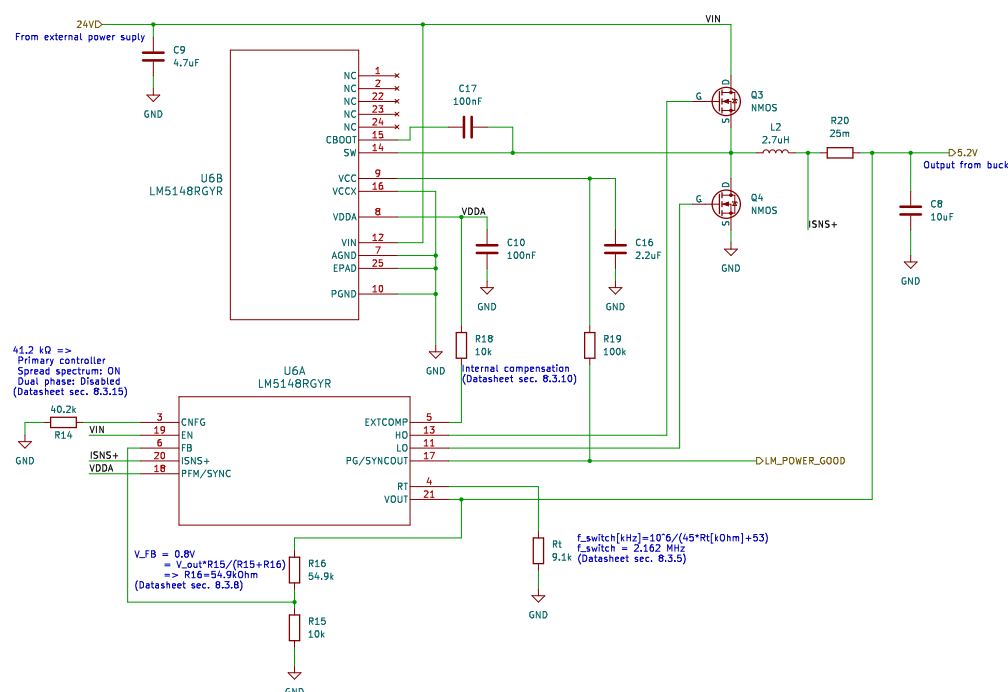 24V
From external power suply
C9
4.7uF
GND
VIN
NC 1
NC 2
NC 22
NC 23
NC 24
CBOOT 15
SW 14
VCC 9
VCCX 16
VDDA 8
VIN 12
AGND 7
EPAD 25
PGND 10
U6B
LM5148RGYR
C17
100nF
D
G
S
Q3
NMOS
L2
2.7uH
R20
25m
5.2V
Output from buck
D
G
S
Q4
NMOS
GND
ISNS+
C8
10uF
GND
VDDA
C10
100nF
GND
C16
2.2uF
GND
R18
10k
R19
100k
GND
Internal compensation
(Datasheet sec. 8.3.10)
41.2 kΩ =>
Primary controller
Spread spectrum: ON
Dual phase: Disabled
(Datasheet sec. 8.3.15)
U6A
LM5148RGYR
40.2k
R14
GND
VIN
ISNS+
VDDA
3 CNFG
19 EN
6 FB
20 ISNS+
18 PFM/SYNC
EXTCOMP 5
HO 13
LO 11
PG/SYNCOUT 17
RT 4
VOUT 21
LM_POWER_GOOD
V_FB = 0.8V
= V_out*R15/(R15+R16)
=> R16=54.9kOhm
(Datasheet sec. 8.3.8)
R16
54.9k
R15
10k
GND
Rt
9.1k
GND
f_switch[kHz]=10^6/(45*Rt[kOhm]+53)
f_switch = 2.162 MHz
(Datasheet sec. 8.3.5)